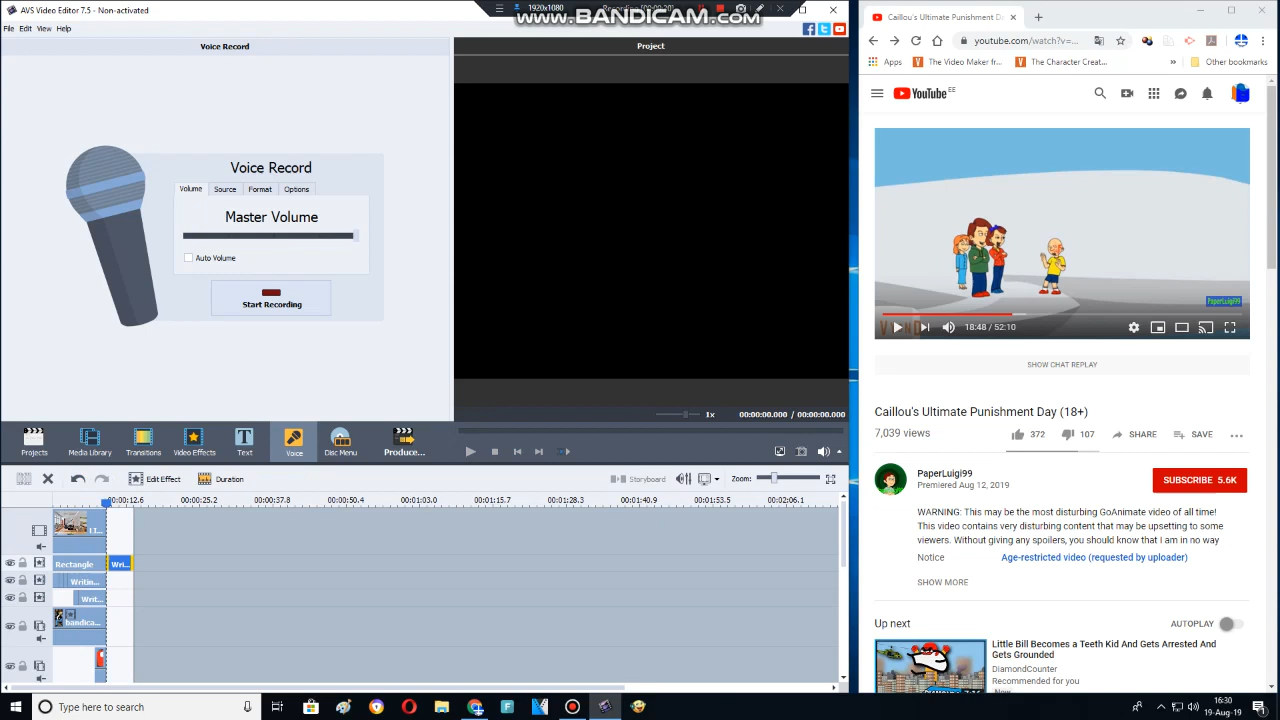 AVS Video Editor 7.5 - Non-activated
1920x1080
www.BANDICAM.com
File Edit View Help
Voice Record
Project
Voice Record
Volume Source Format Options
Master Volume
Auto Volume
Start Recording
1x 00:00:00.000 / 00:00:00.000
Projects Media Library Transitions Video Effects Text Voice Disc Menu Produce...
Edit Effect Duration Storyboard Zoom:
00:00:12.6 00:00:25.2 00:00:37.8 00:00:50.4 00:01:03.0 00:01:15.7 00:01:28.3 00:01:40.9 00:01:53.5 00:02:06.1
Rectangle Wri...
Writin...
Writ...
bandica...
Caillou's Ultimate Punishment Da
youtube.com/watch?v=...
Apps The Video Maker fr... The Character Creat... » Other bookmarks
YouTube EE
PaperLuigi99
18:48 / 52:10
SHOW CHAT REPLAY
Caillou's Ultimate Punishment Day (18+)
7,039 views 372 107 SHARE SAVE ...
PaperLuigi99
Premiered Aug 12, 2019
SUBSCRIBE 5.6K
WARNING: This may be the most disturbing GoAnimate video of all time!
This video contains very disturbing content that may be upsetting to some
viewers. Without giving any spoilers, you should know that I am in no way
Notice Age-restricted video (requested by uploader)
SHOW MORE
Up next AUTOPLAY
Little Bill Becomes a Teeth Kid And Gets Arrested And
Gets Grounded
DiamondCounter
Recommended for you
Type here to search
16:30
19-Aug-19